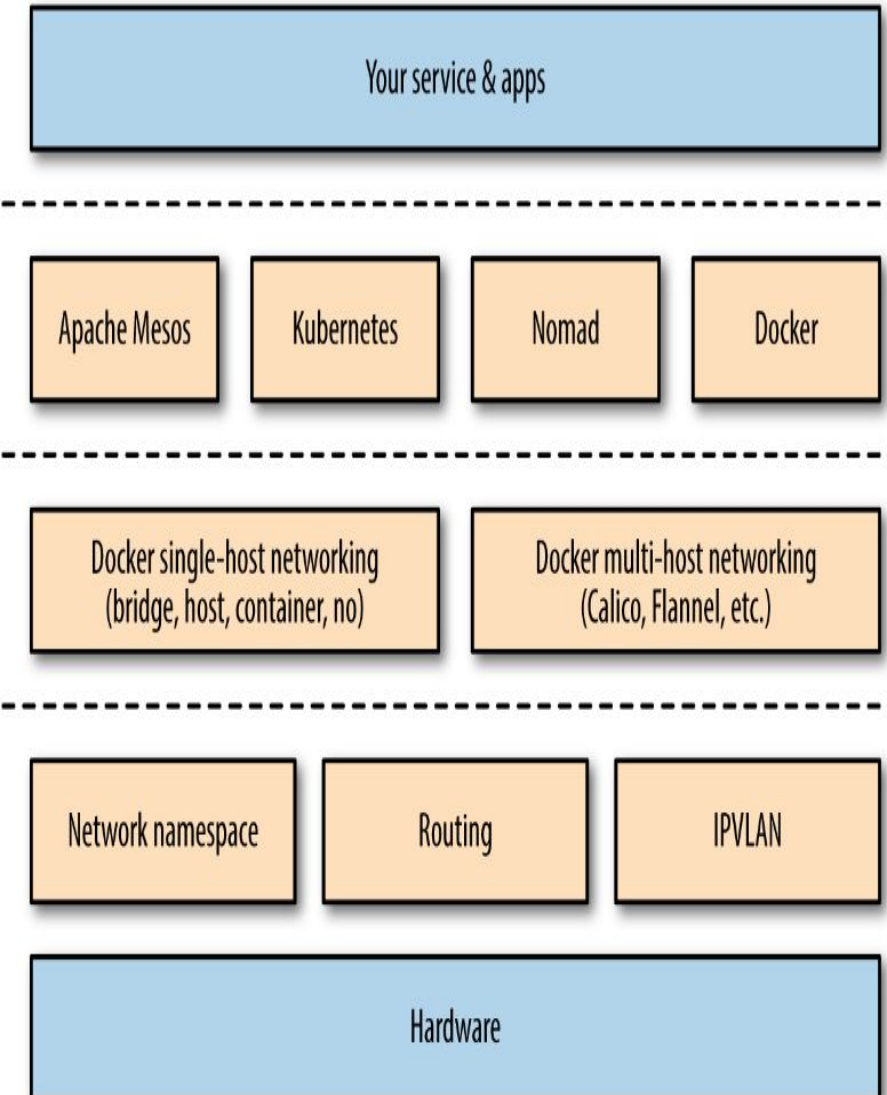 Your service & apps
Apache Mesos
Kubernetes
Nomad
Docker
Docker single-host networking
(bridge, host, container, no)
Docker multi-host networking
(Calico, Flannel, etc.)
Network namespace
Routing
IPVLAN
Hardware